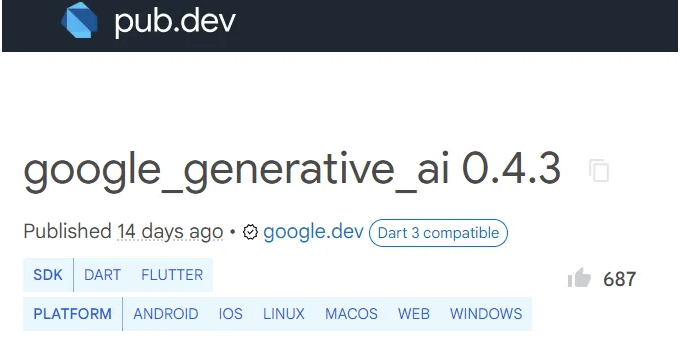 pub.dev
google_generative_ai 0.4.3
Published 14 days ago • google.dev Dart 3 compatible
SDK DART FLUTTER
687
PLATFORM ANDROID IOS LINUX MACOS WEB WINDOWS